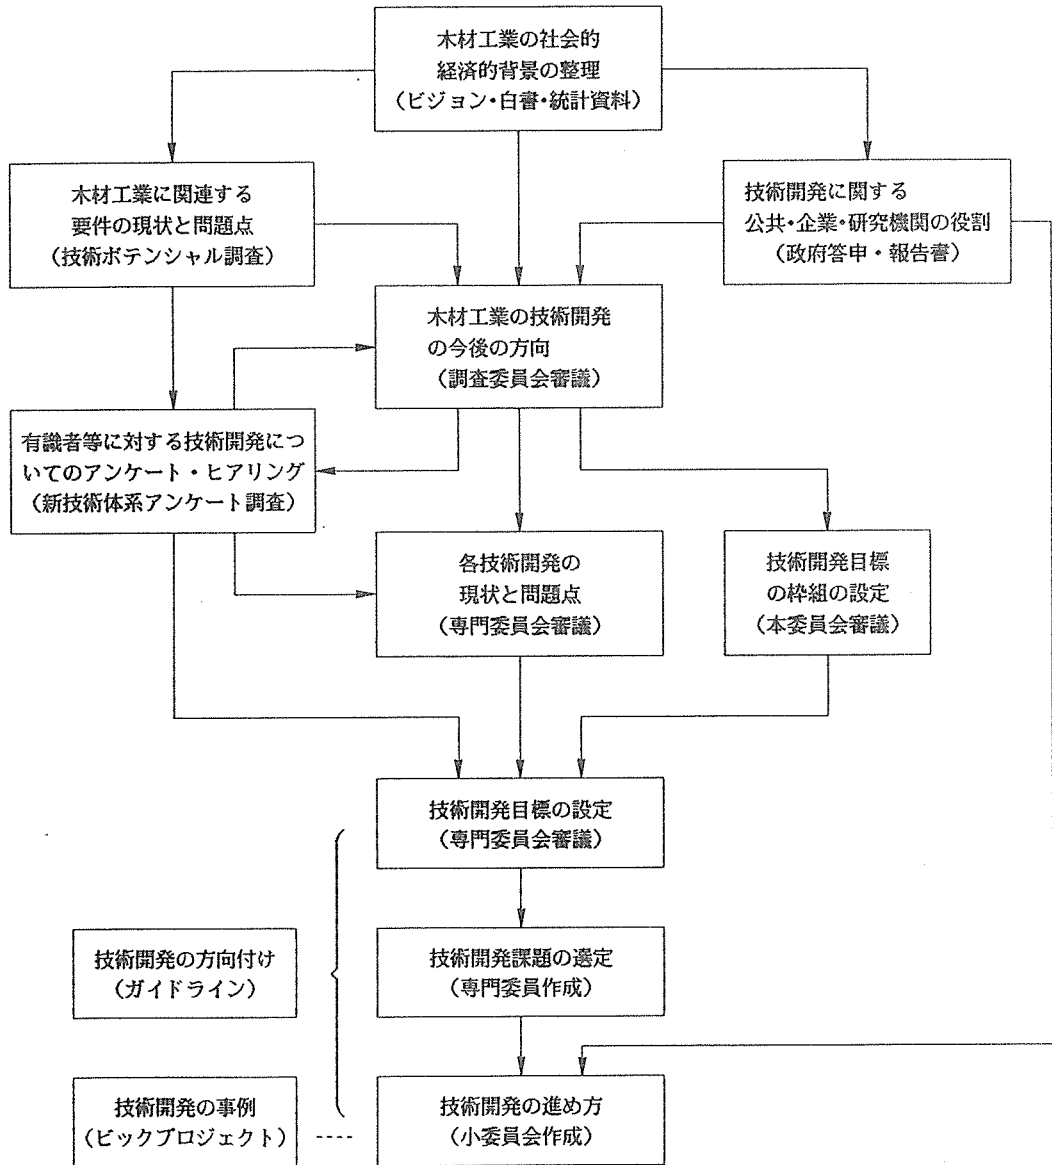 木材工業の社会的
経済的背景の整理
(ビジョン・白書・統計資料)
木材工業に関連する
要件の現状と問題点
(技術ポテンシャル調査)
技術開発に関する
公共・企業・研究機関の役割
(政府答申・報告書)
木材工業の技術開発
の今後の方向
(調査委員会審議)
有識者等に対する技術開発につ
いてのアンケート・ヒアリング
(新技術体系アンケート調査)
各技術開発の
現状と問題点
(専門委員会審議)
技術開発目標
の枠組の設定
(本委員会審議)
技術開発目標の設定
(専門委員会審議)
技術開発の方向付け
(ガイドライン)
技術開発課題の選定
(専門委員作成)
技術開発の事例
(ビックプロジェクト)
技術開発の進め方
(小委員会作成)